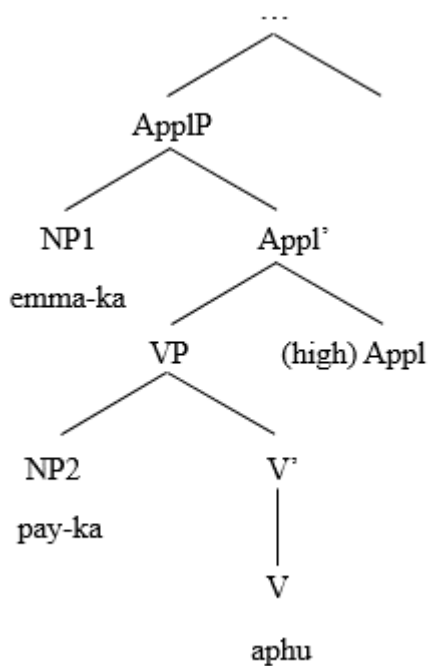 ...
ApplP
NP1 Appl’
emma-ka
VP (high) Appl
NP2 V’
pay-ka
V
aphu